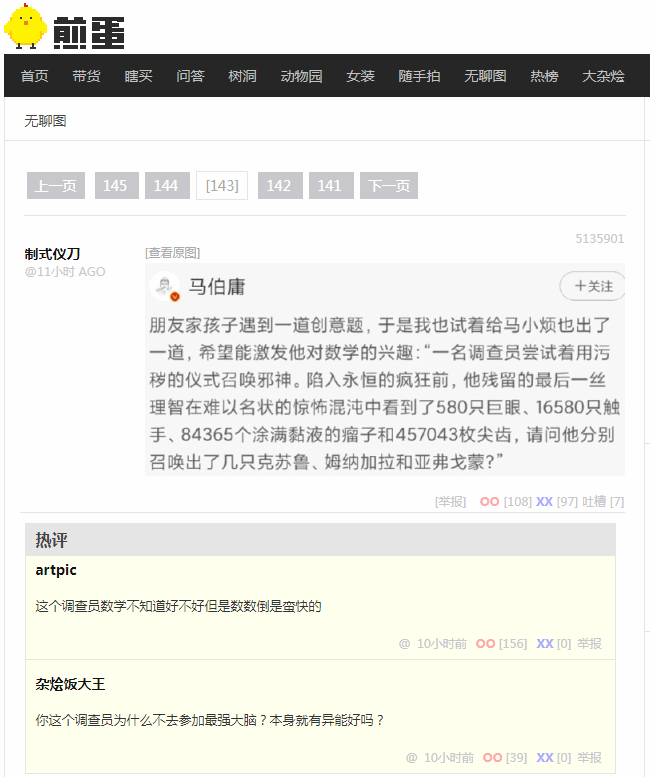 煎蛋
首页 带货 瞎买 问答 树洞 动物园 女装 随手拍 无聊图 热榜 大杂烩
无聊图
上一页 145 144 [143] 142 141 下一页
5135901
制式仪刀
@11小时 AGO
[查看原图]
马伯庸
+关注
朋友家孩子遇到一道创意题,于是我也试着给马小烦也出了
一道,希望能激发他对数学的兴趣:“一名调查员尝试着用污
秽的仪式召唤邪神。陷入永恒的疯狂前,他残留的最后一丝
理智在难以名状的惊怖混沌中看到了580只巨眼、16580只触
手、84365个涂满黏液的瘤子和457043枚尖齿,请问他分别
召唤出了几只克苏鲁、姆纳加拉和亚弗戈蒙?”
[举报] OO [108] XX [97] 吐槽 [7]
热评
artpic
这个调查员数学不知道好不好但是数数倒是蛮快的
@ 10小时前 OO [156] XX [0] 举报
杂烩饭大王
你这个调查员为什么不去参加最强大脑?本身就有异能好吗?
@ 10小时前 OO [39] XX [0] 举报